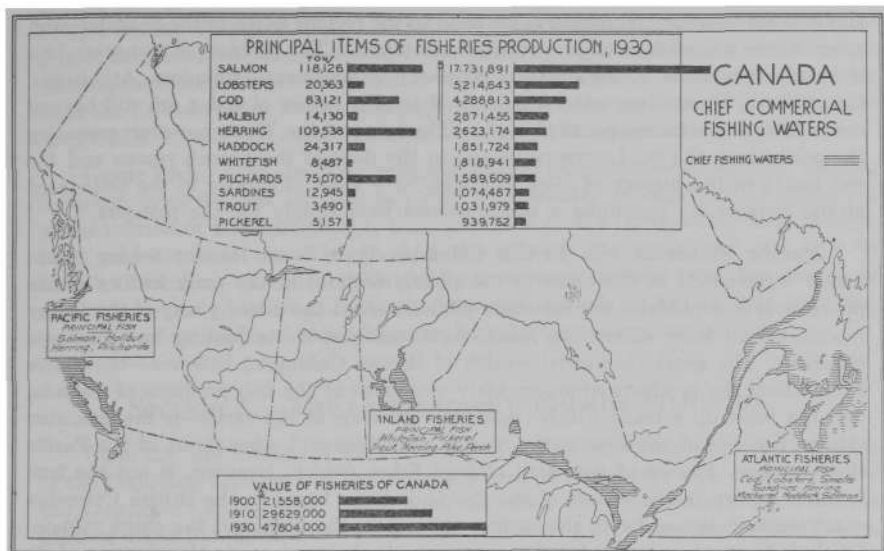 PRINCIPAL ITEMS OF FISHERIES PRODUCTION, 1930
TONS $
SALMON 118,126 17,731,891
LOBSTERS 20,363 5,214,643
COD 83,121 4,288,813
HALIBUT 14,130 2,871,455
HERRING 109,538 2,623,174
HADDOCK 24,317 1,851,724
WHITEFISH 8,487 1,818,941
PILCHARDS 75,070 1,589,609
SARDINES 12,945 1,074,487
TROUT 3,490 1,031,979
PICKEREL 5,157 939,762
CANADA
CHIEF COMMERCIAL
FISHING WATERS
CHIEF FISHING WATERS
PACIFIC FISHERIES
PRINCIPAL FISH
Salmon, Halibut
Herring, Pilchards
INLAND FISHERIES
PRINCIPAL FISH
Whitefish, Pickerel
Trout, Herring, Pike, Perch
ATLANTIC FISHERIES
PRINCIPAL FISH
Cod, Lobsters, Smelts
Sardines, Herring
Mackerel, Haddock, Salmon
VALUE OF FISHERIES OF CANADA
$
1900 21,558,000
1910 29629,000
1930 47804,000